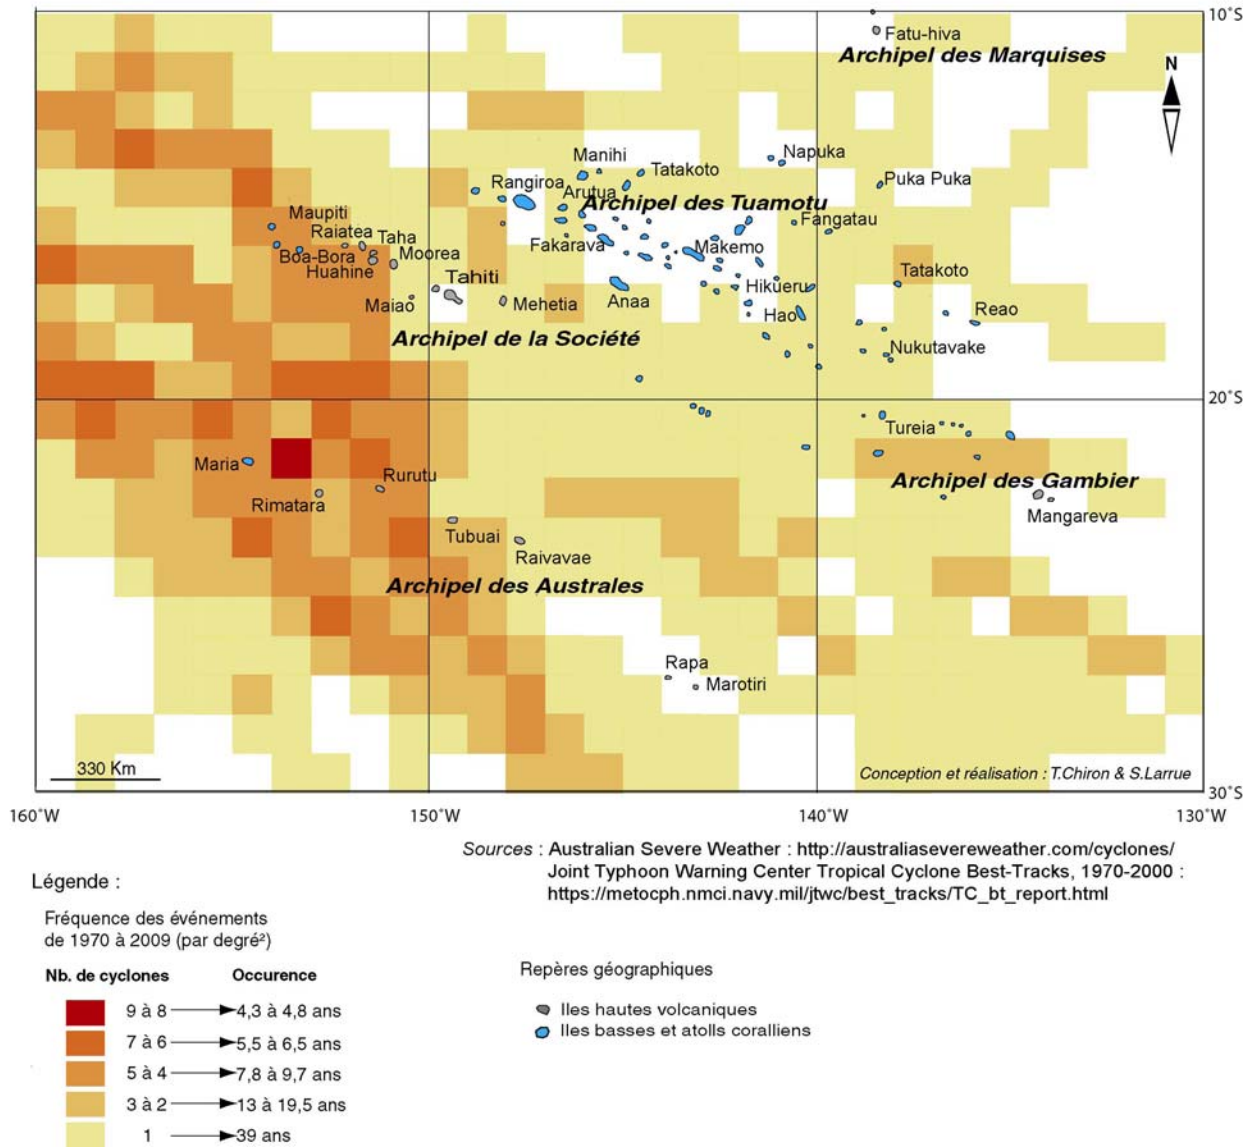 10°S
Fatu-hiva
Archipel des Marquises
N
Manihi
Tatakoto
Napuka
Puka Puka
Rangiroa
Arutua
Archipel des Tuamotu
Maupiti
Raiatea
Taha
Fakarava
Makemo
Fangatau
Boa-Bora
Huahine
Moorea
Tahiti
Tatakoto
Maiao
Mehetia
Anaa
Hikueru
Hao
Reao
Archipel de la Société
Nukutavake
20°S
Tureia
Maria
Rurutu
Rimatara
Archipel des Gambier
Mangareva
Tubuai
Raivavae
Archipel des Australes
Rapa
Marotiri
330 Km
Conception et réalisation : T.Chiron & S.Larrue
30°S
160°W
150°W
140°W
130°W
Sources : Australian Severe Weather : http://australiasevereweather.com/cyclones/
Joint Typhoon Warning Center Tropical Cyclone Best-Tracks, 1970-2000 :
https://metocph.nmci.navy.mil/jtwc/best_tracks/TC_bt_report.html
Légende :
Fréquence des événements
de 1970 à 2009 (par degré²)
Nb. de cyclones Occurence
9 à 8 4,3 à 4,8 ans
7 à 6 5,5 à 6,5 ans
5 à 4 7,8 à 9,7 ans
3 à 2 13 à 19,5 ans
1 39 ans
Repères géographiques
Iles hautes volcaniques
Iles basses et atolls coralliens